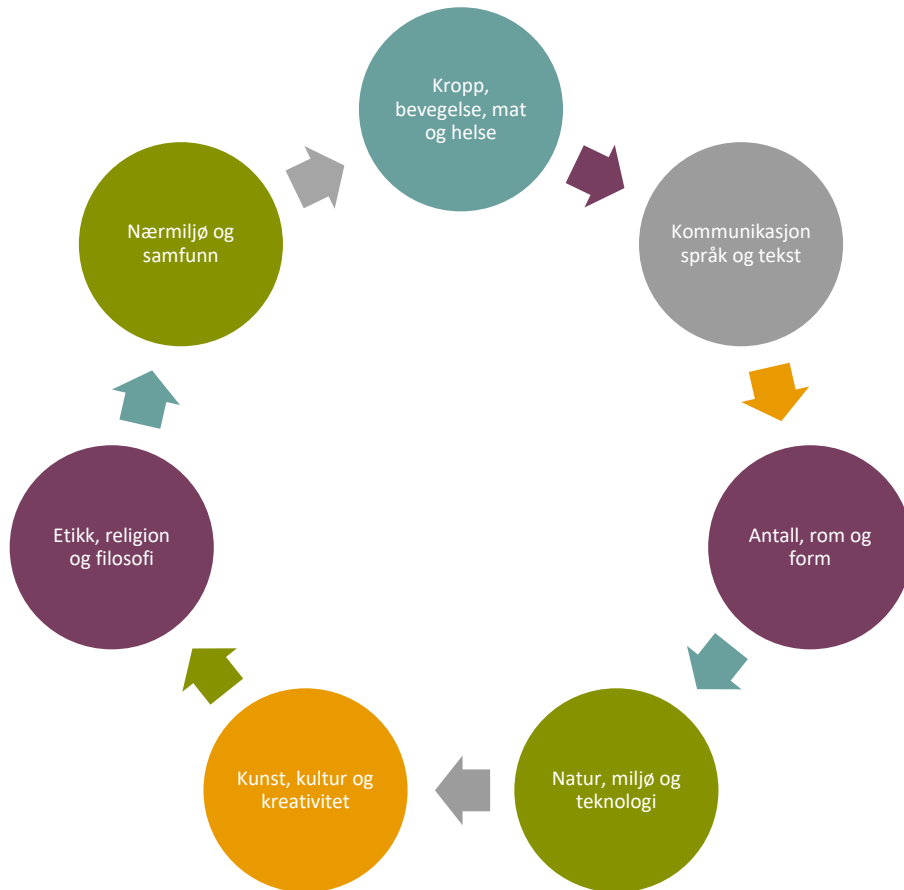 Kropp,
bevegelse, mat
og helse
Kommunikasjon
språk og tekst
Antall, rom og
form
Natur, miljø og
teknologi
Kunst, kultur og
kreativitet
Etikk, religion
og filosofi
Nærmiljø og
samfunn